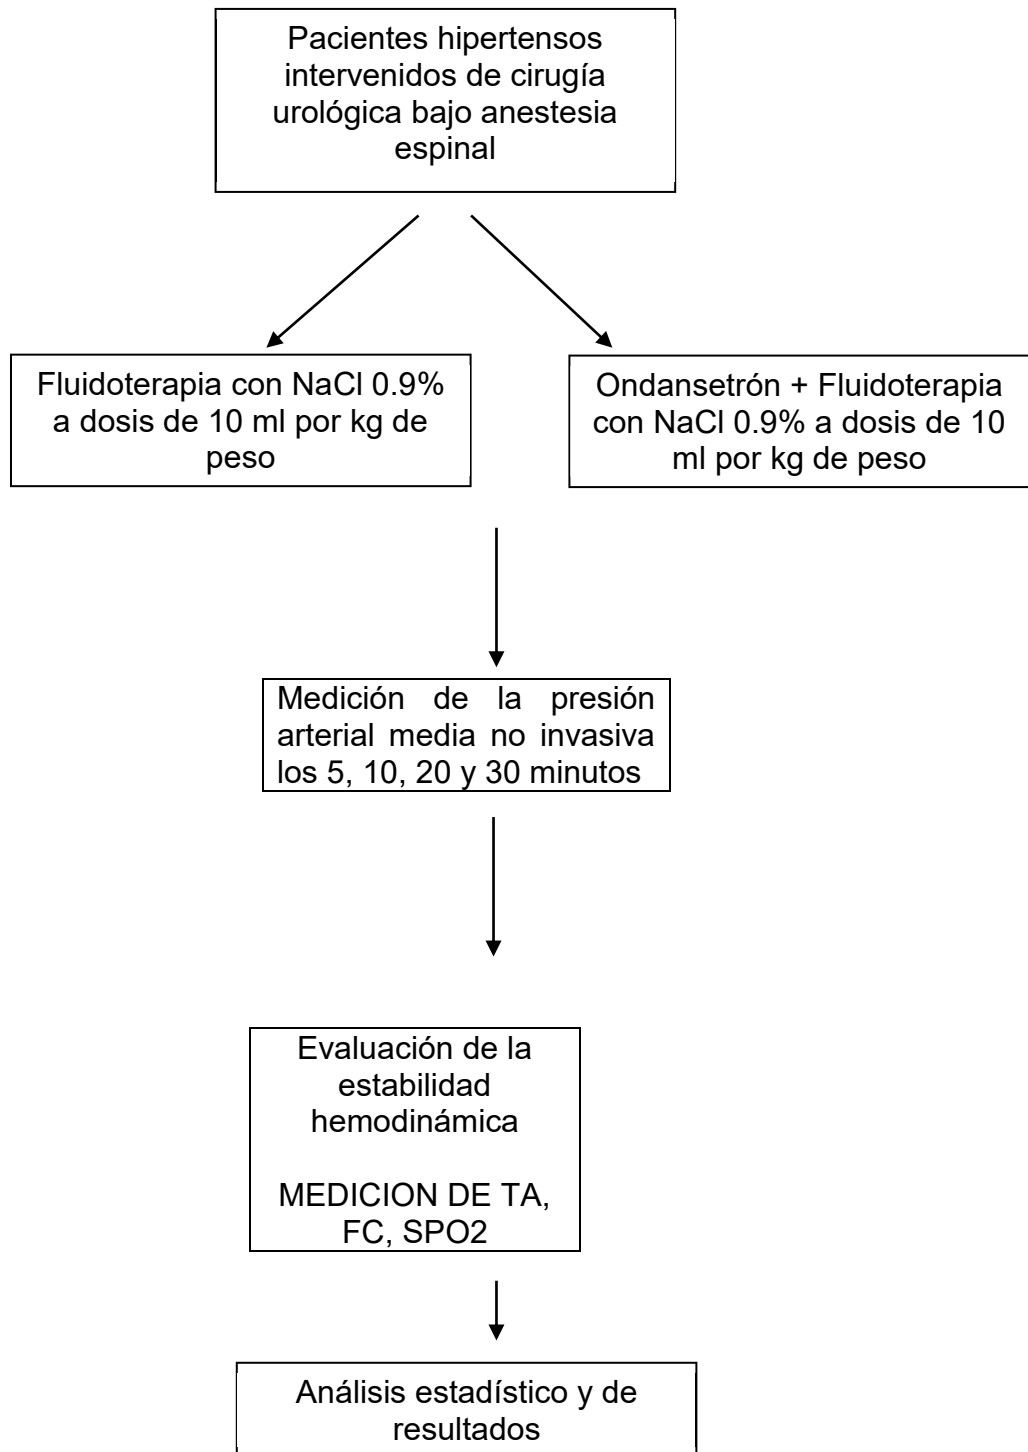 Pacientes hipertensos
intervenidos de cirugía
urológica bajo anestesia
espinal
Fluidoterapia con NaCl 0.9%
a dosis de 10 ml por kg de
peso
Ondansetrón + Fluidoterapia
con NaCl 0.9% a dosis de 10
ml por kg de peso
Medición de la presión
arterial media no invasiva
los 5, 10, 20 y 30 minutos
Evaluación de la
estabilidad
hemodinámica
MEDICION DE TA,
FC, SPO2
Análisis estadístico y de
resultados